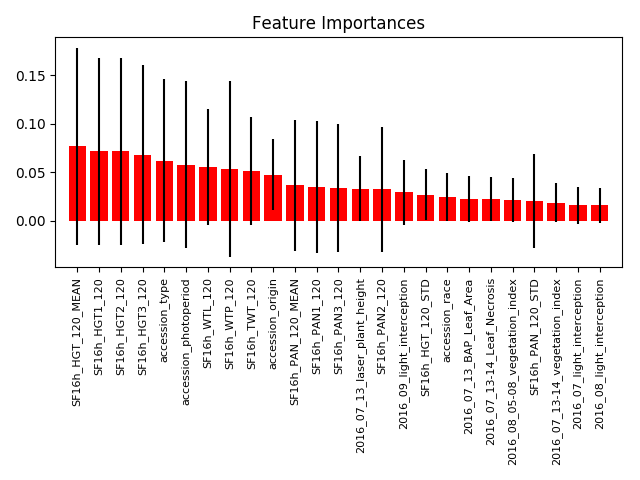 Feature Importances
0.15
0.10
0.05
0.00
SF16h_HGT_120_MEAN
SF16h_HGT1_120
SF16h_HGT2_120
SF16h_HGT3_120
accession_type
accession_photoperiod
SF16h_WTL_120
SF16h_WTP_120
SF16h_TWT_120
accession_origin
SF16h_PAN_120_MEAN
SF16h_PAN1_120
SF16h_PAN3_120
2016_07_13_laser_plant_height
SF16h_PAN2_120
2016_09_light_interception
SF16h_HGT_120_STD
accession_race
2016_07_13_BAP_Leaf_Area
2016_07_13-14_Leaf_Necrosis
2016_08_05-08_vegetation_index
SF16h_PAN_120_STD
2016_07_13-14_vegetation_index
2016_07_light_interception
2016_08_light_interception